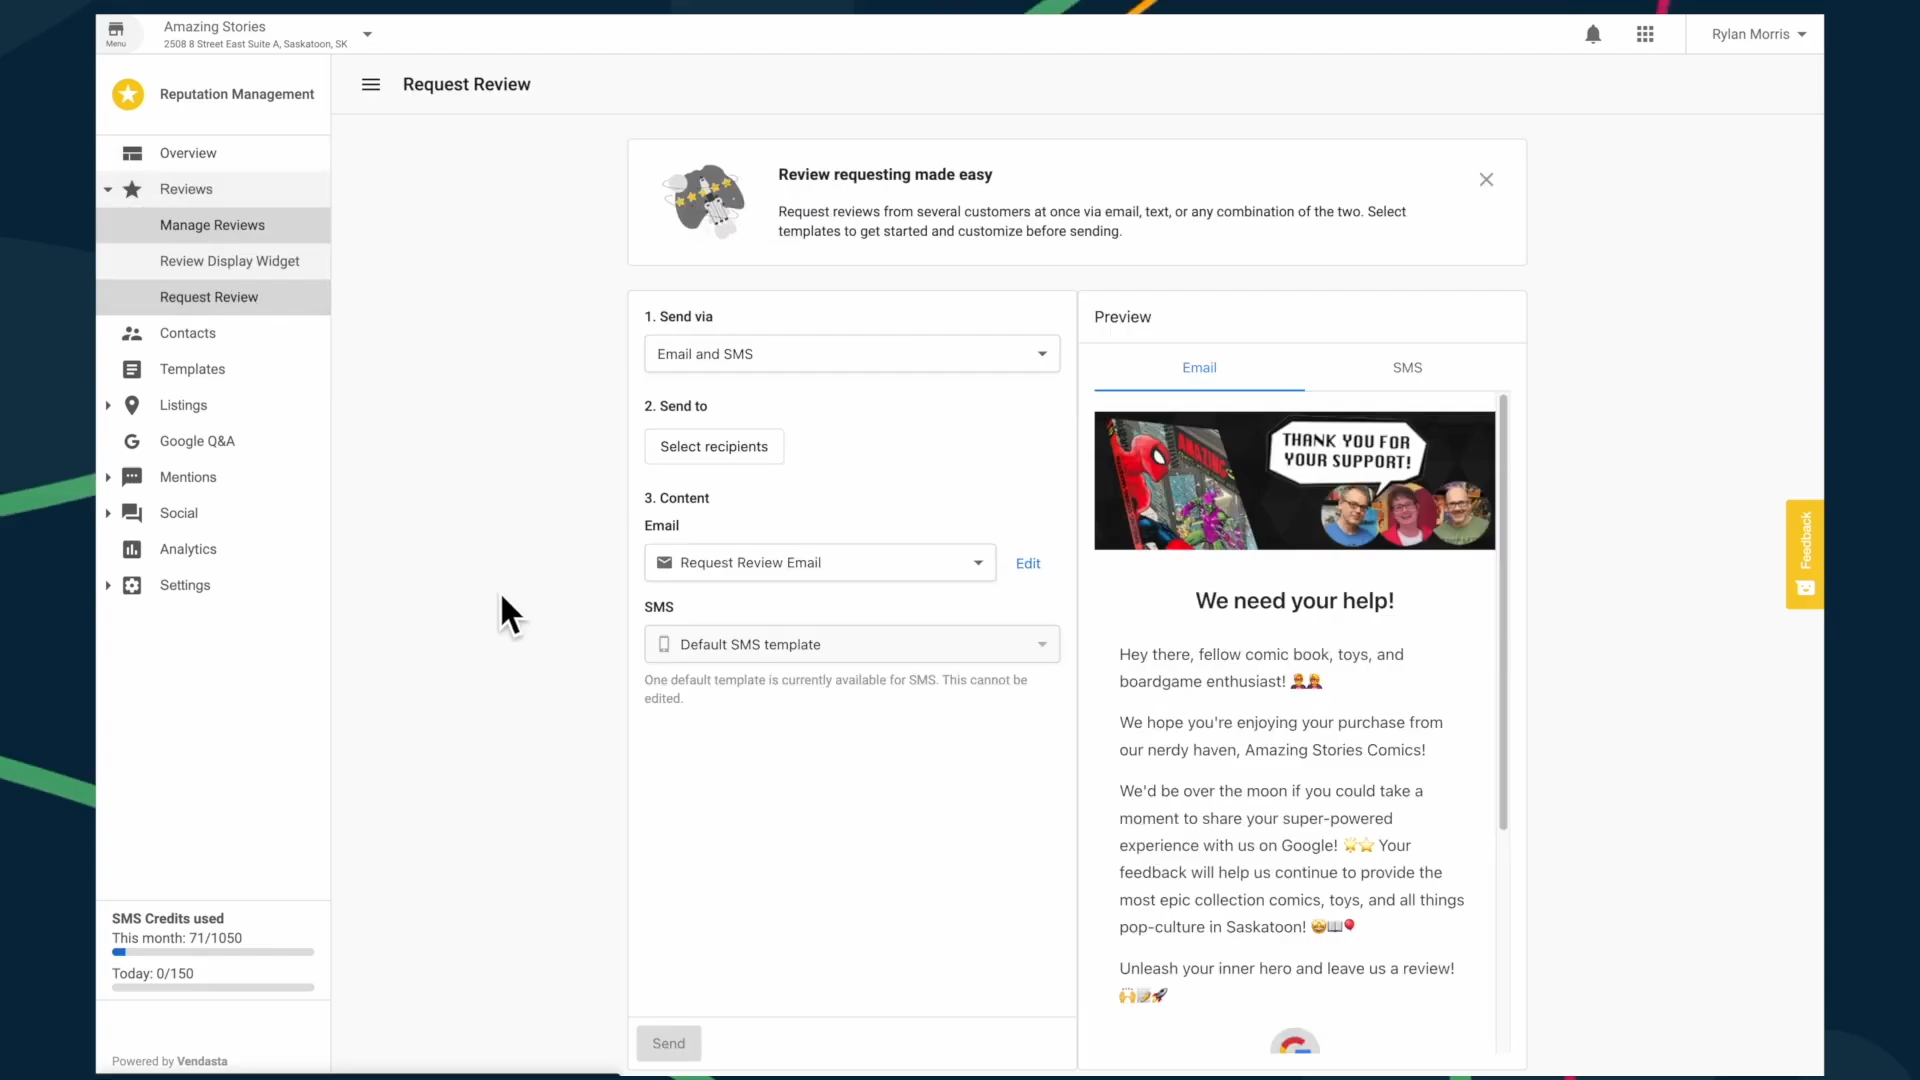 Menu
Amazing Stories
2508 8 Street East Suite A, Saskatoon, SK
Rylan Morris
Reputation Management
Request Review
Overview
Reviews
Manage Reviews
Review Display Widget
Request Review
Contacts
Templates
Listings
Google Q&A
Mentions
Social
Analytics
Settings
SMS Credits used
This month: 71/1050
Today: 0/150
Powered by Vendasta
Review requesting made easy
Request reviews from several customers at once via email, text, or any combination of the two. Select
templates to get started and customize before sending.
1. Send via
Email and SMS
2. Send to
Select recipients
3. Content
Email
Request Review Email
Edit
SMS
Default SMS template
One default template is currently available for SMS. This cannot be
edited.
Send
Preview
Email
SMS
AMAZING
THANK YOU FOR
YOUR SUPPORT!
We need your help!
Hey there, fellow comic book, toys, and
boardgame enthusiast! 🦸🦸
We hope you're enjoying your purchase from
our nerdy haven, Amazing Stories Comics!
We'd be over the moon if you could take a
moment to share your super-powered
experience with us on Google! 🌟⭐ Your
feedback will help us continue to provide the
most epic collection comics, toys, and all things
pop-culture in Saskatoon! 🤩📖🎈
Unleash your inner hero and leave us a review!
🙌📝🚀
Feedback